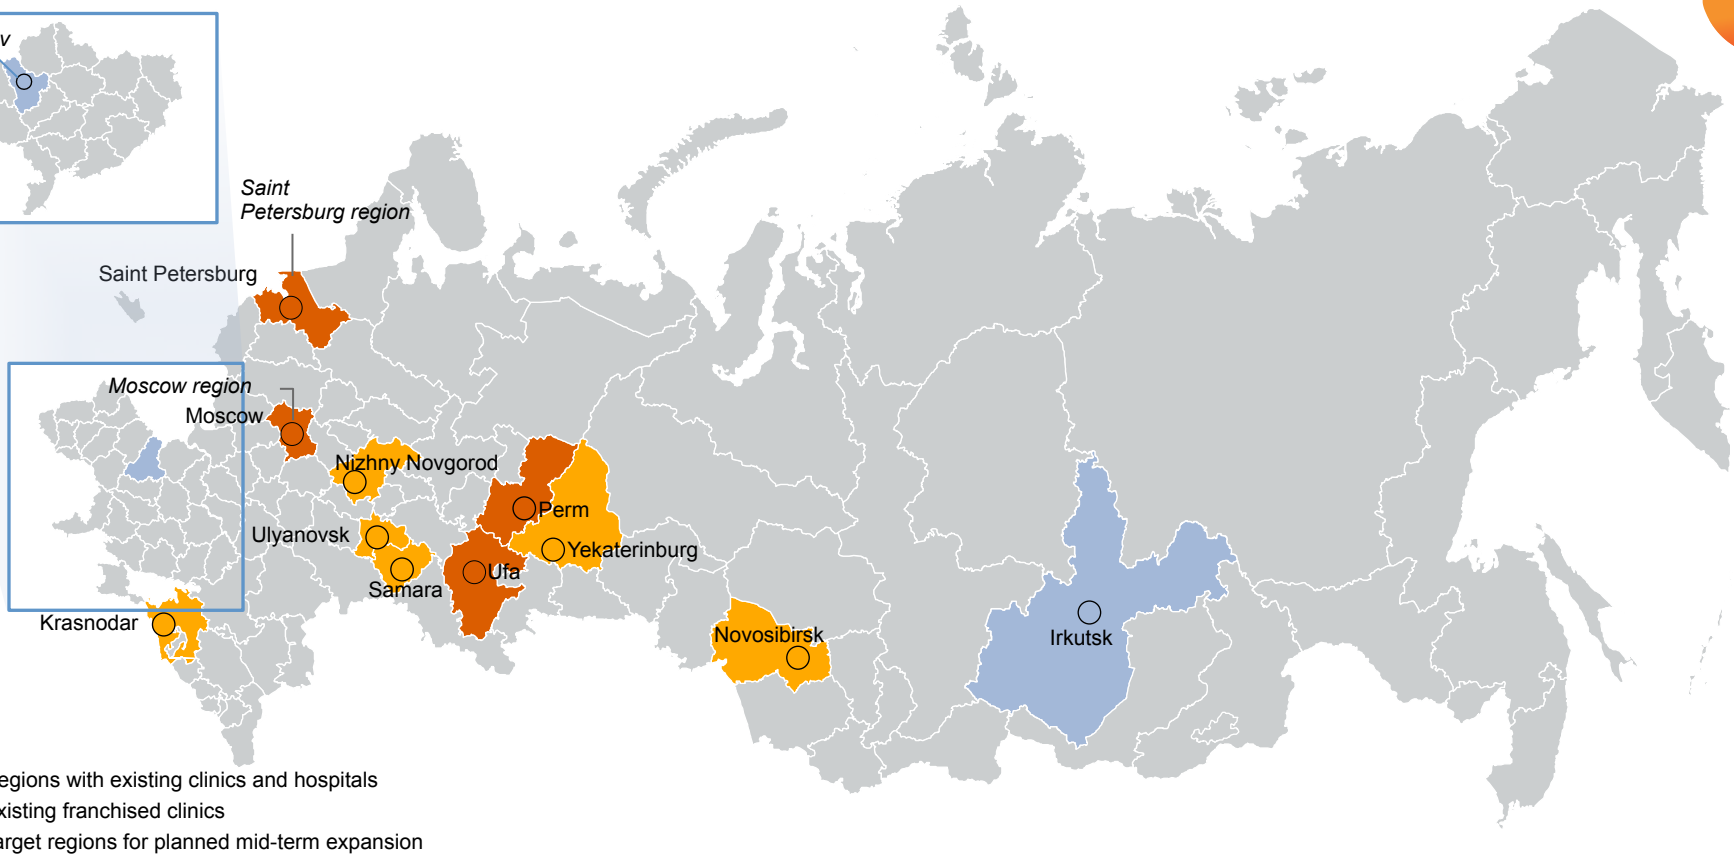 Saint
Petersburg region
Saint Petersburg
Moscow region
Moscow
Nizhny Novgorod
Perm
Ulyanovsk
Yekaterinburg
Ufa
Samara
Krasnodar
Novosibirsk
Irkutsk
egions with existing clinics and hospitals
xisting franchised clinics
arget regions for planned mid-term expansion